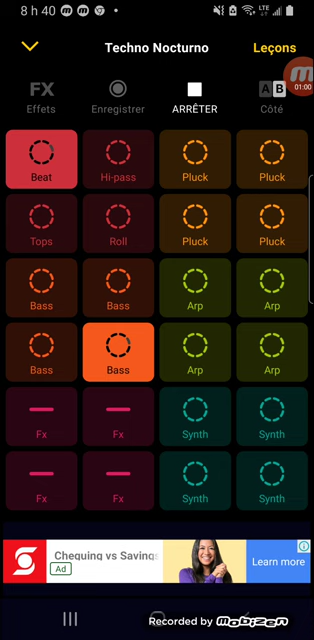 8 h 40
LTE
Techno Nocturno
Leçons
01:00
FX
AB
Effets
Enregistrer
ARRÊTER
Côté
Beat
Hi-pass
Pluck
Pluck
Tops
Roll
Pluck
Pluck
Bass
Bass
Arp
Arp
Bass
Bass
Arp
Arp
Fx
Fx
Synth
Synth
Fx
Fx
Synth
Synth
Chequing vs Savings
Ad
Learn more
Recorded by MOBIZEN